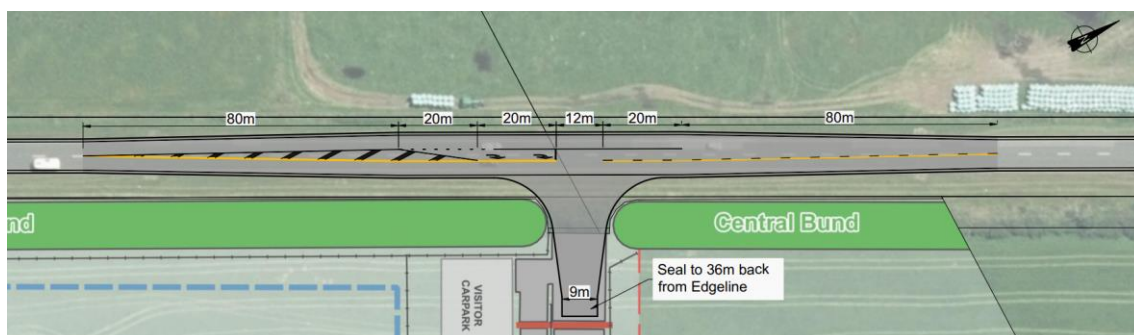 80m
20m
20m
12m
20m
80m
nd
Central Bund
Seal to 36m back
from Edgeline
9m
VISITOR
CARPARK